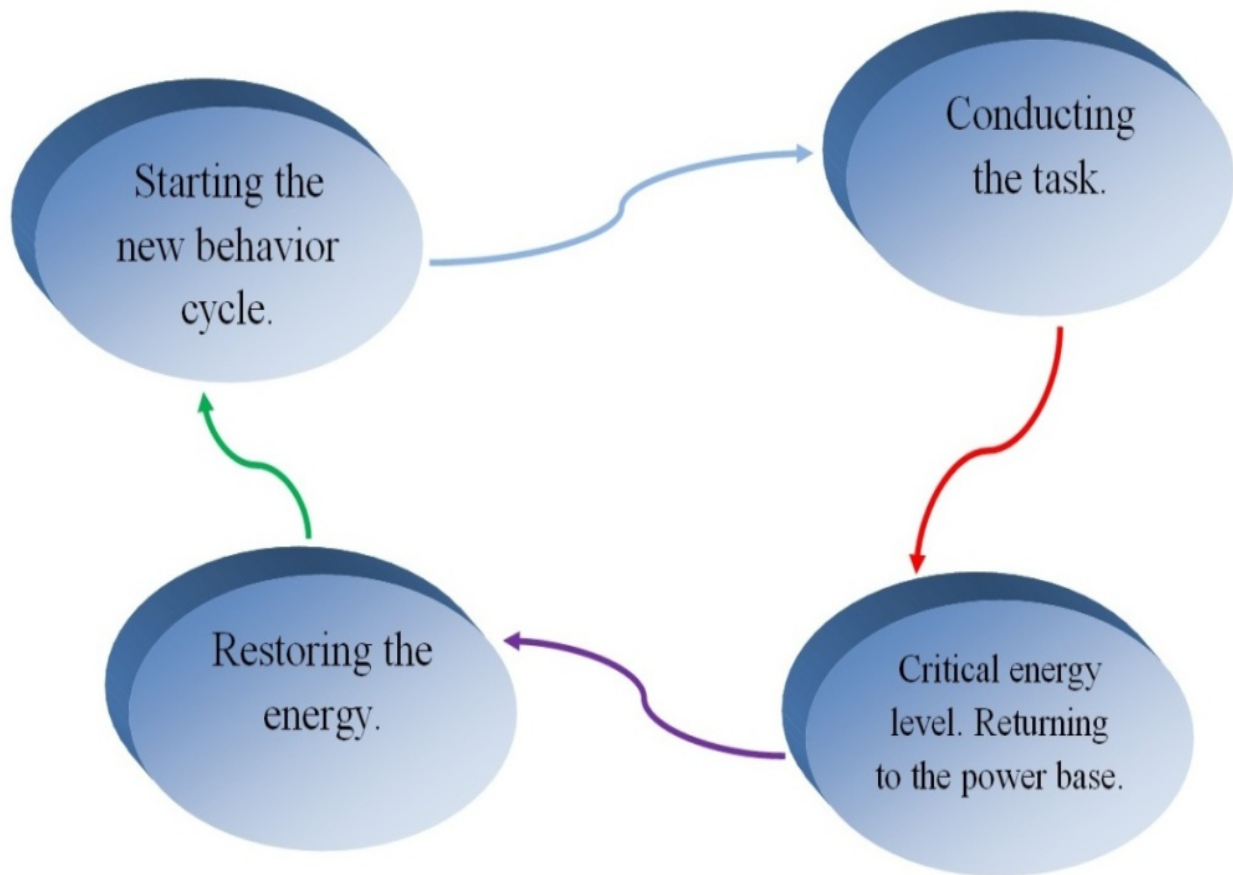 Starting the
new behavior
cycle.
Conducting
the task.
Critical energy
level. Returning
to the power base.
Restoring the
energy.